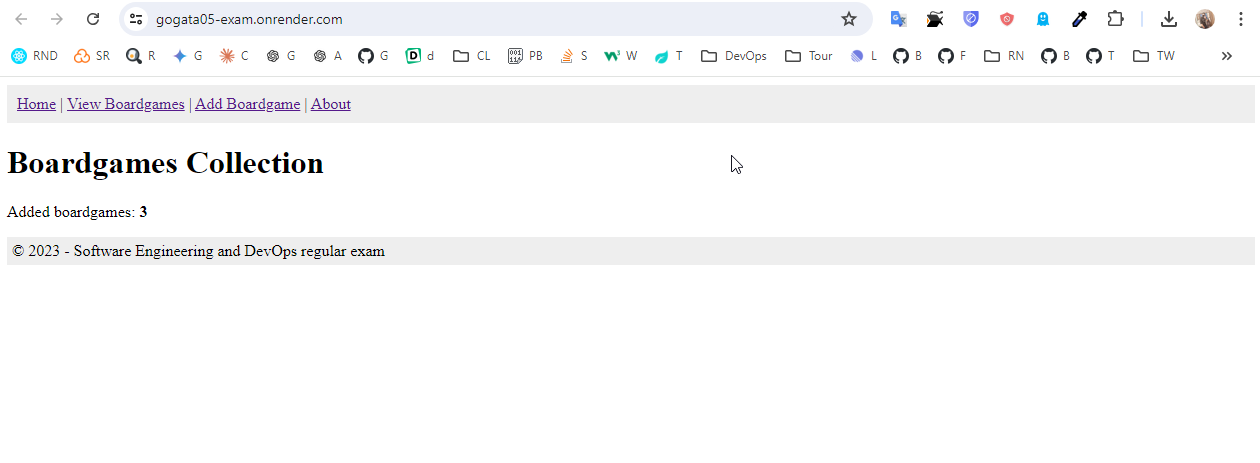 gogata05-exam.onrender.com
RND SR R G C G A G d CL PB S W T DevOps Tour L B F RN B T TW »
Home | View Boardgames | Add Boardgame | About
Boardgames Collection
Added boardgames: 3
© 2023 - Software Engineering and DevOps regular exam